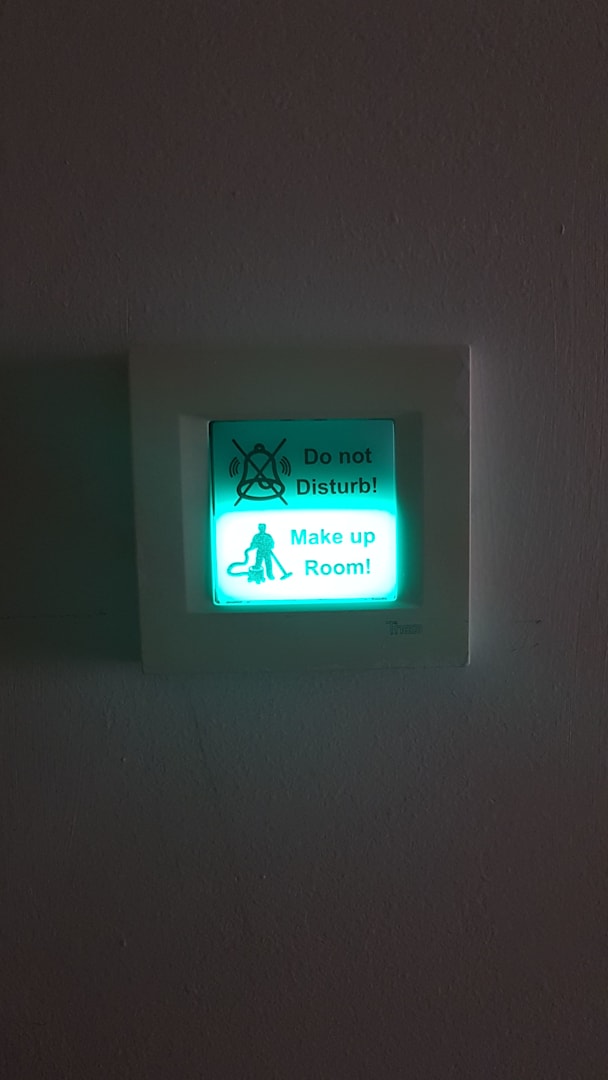 Do not
Disturb!
Make up
Room!